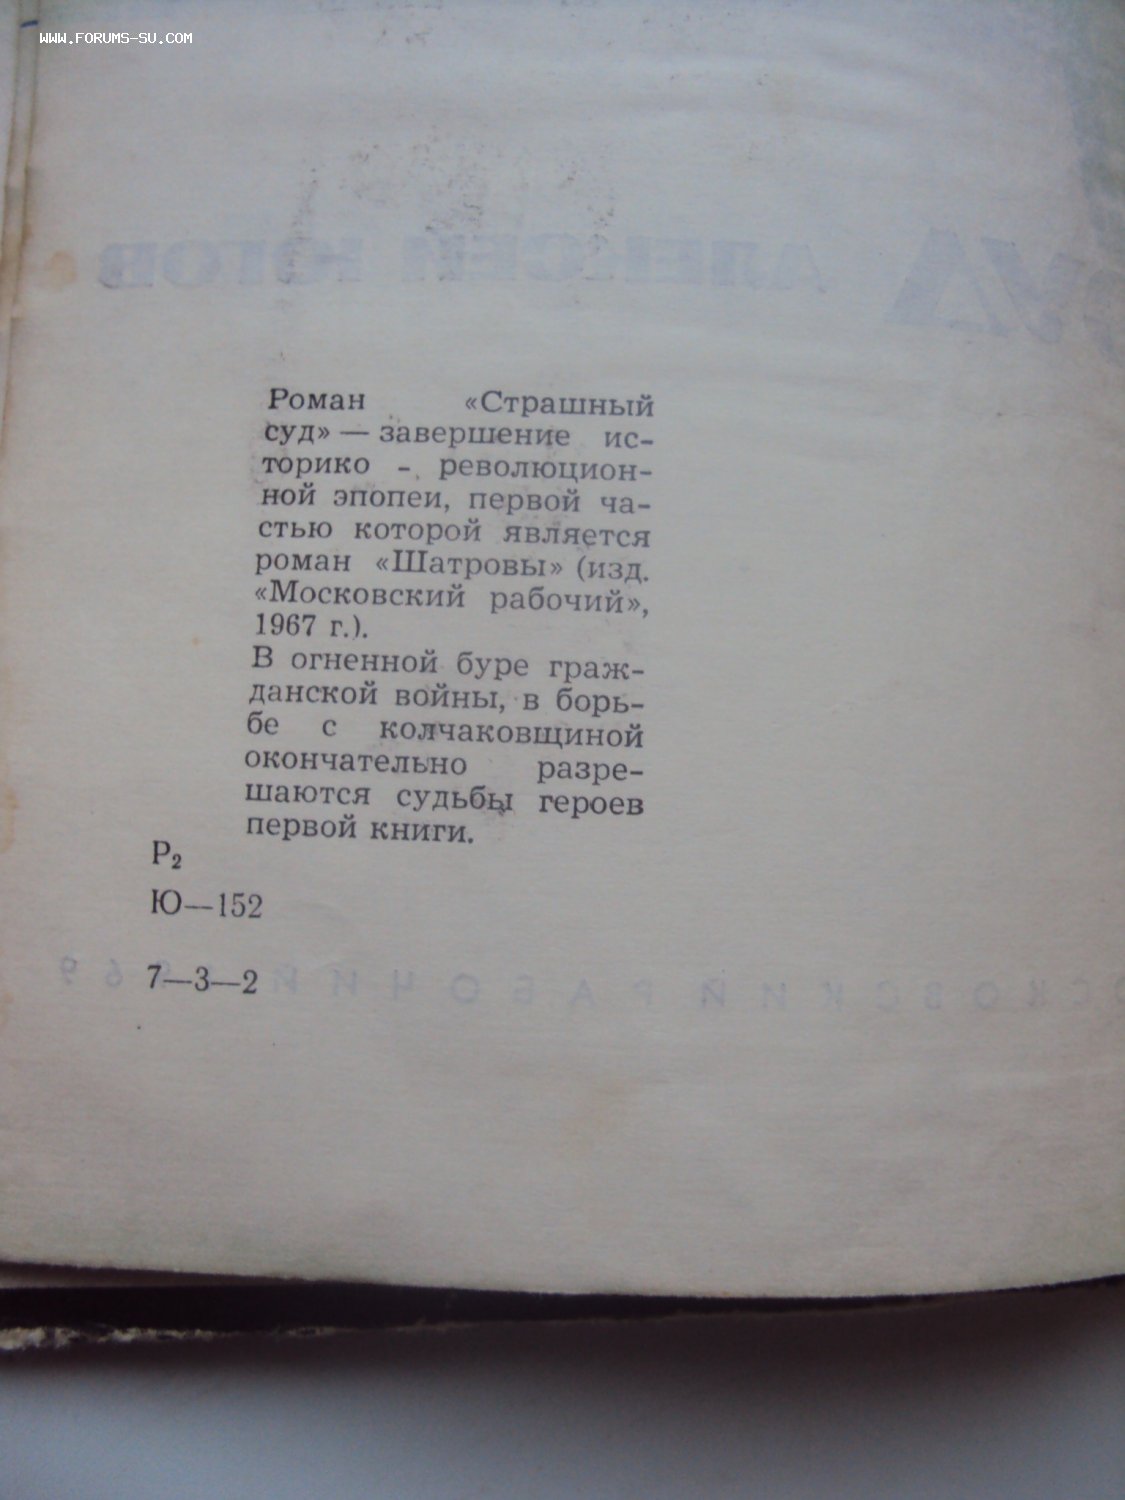 WWW.FORUMS-SU.COM
АЛЕКСЕЙ ЮГОВ
Роман «Страшный
суд» — завершение ис-
торико - революцион-
ной эпопеи, первой ча-
стью которой является
роман «Шатровы» (изд.
«Московский рабочий»,
1967 г.).
В огненной буре граж-
данской войны, в борь-
бе с колчаковщиной
окончательно разре-
шаются судьбы героев
первой книги.
Р2
Ю—152
7—3—2